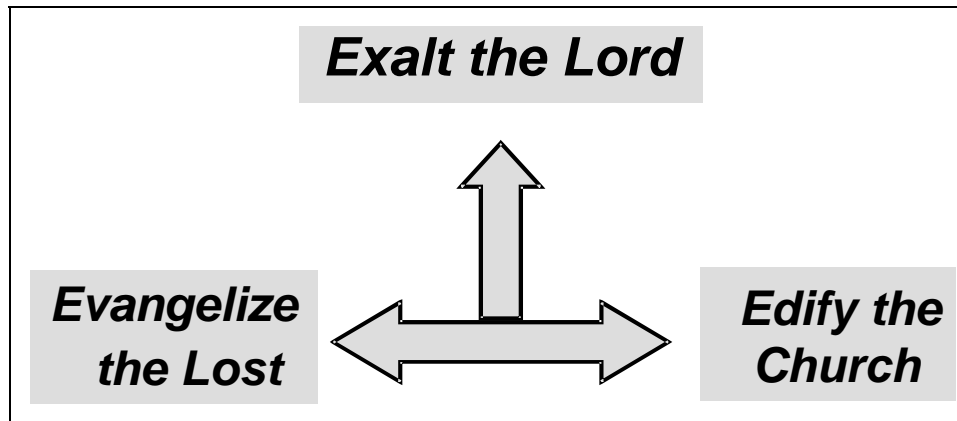 Exalt the Lord
Evangelize
the Lost
Edify the
Church